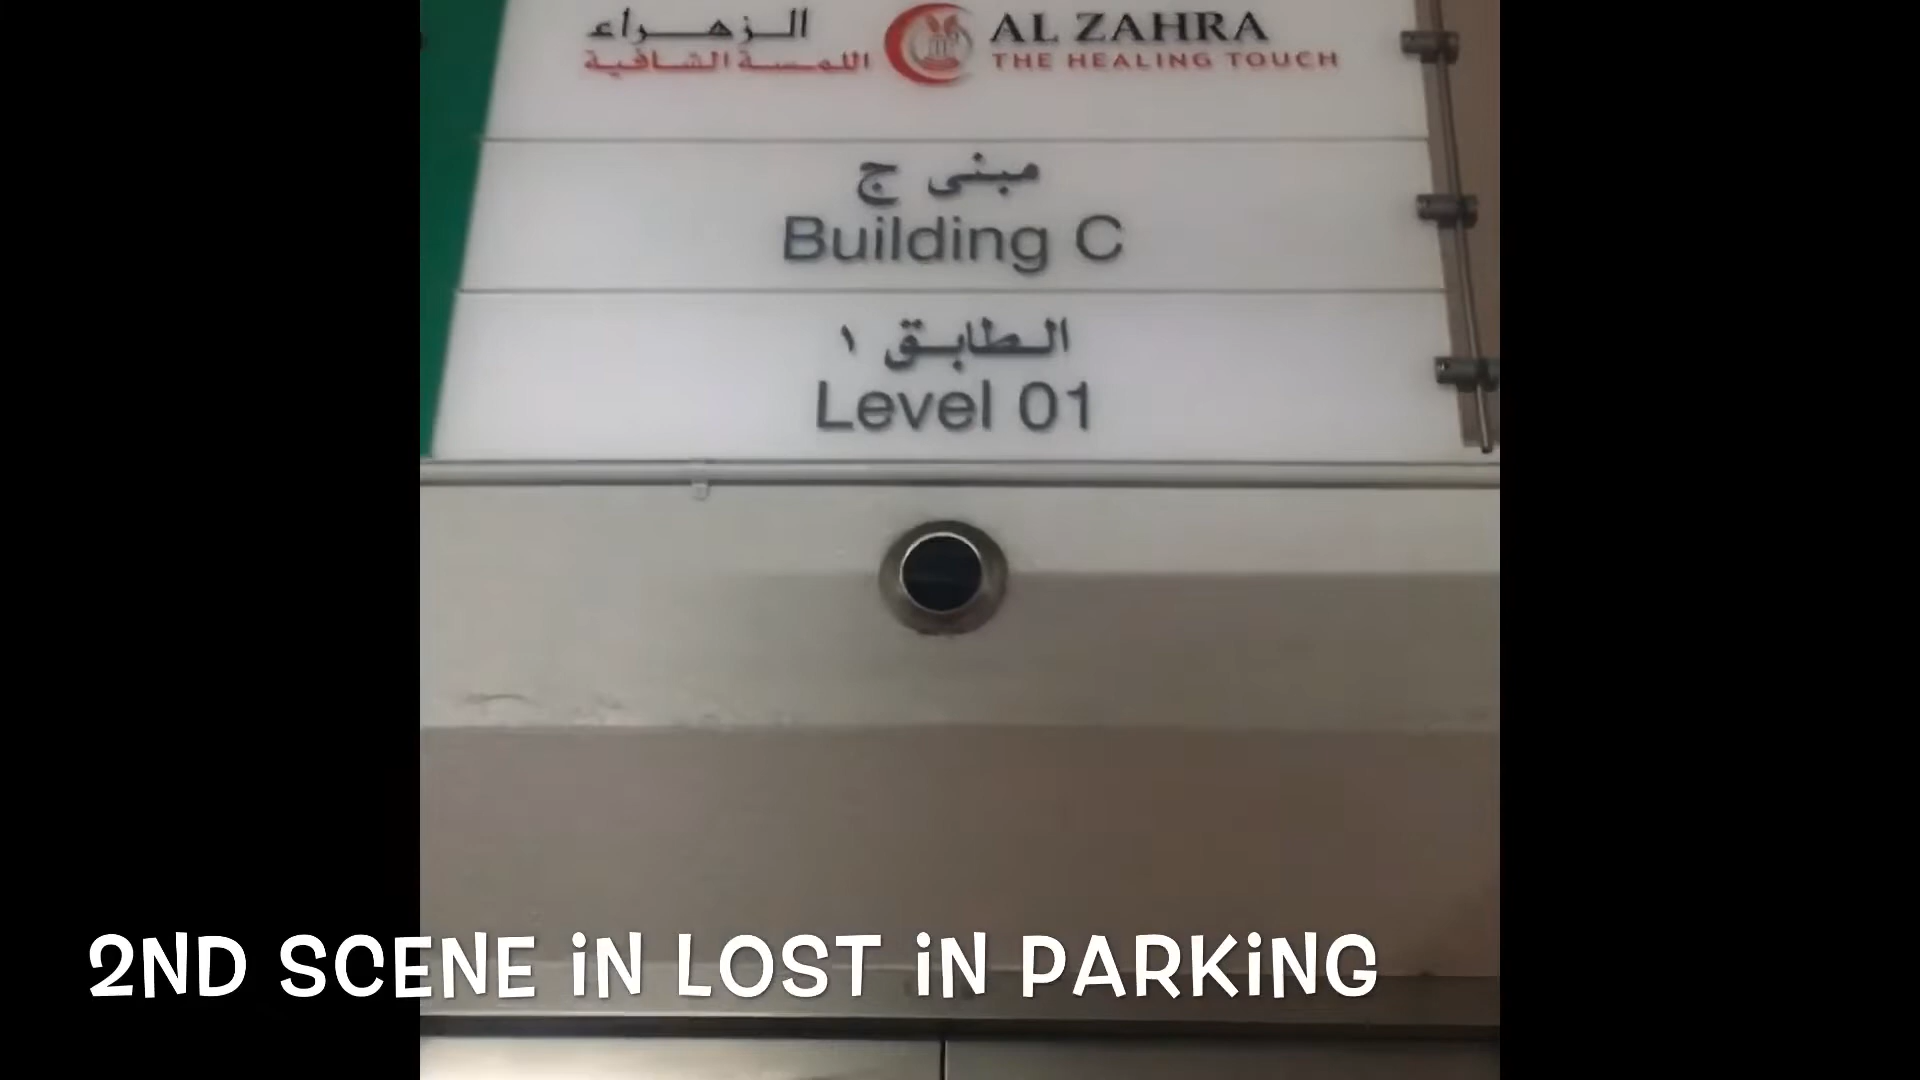 الزهراء
اللمسة الشافية
AL ZAHRA
THE HEALING TOUCH
مبنى ج
Building C
الطابق ١
Level 01
2ND SCENE iN LOST iN PARKiNG